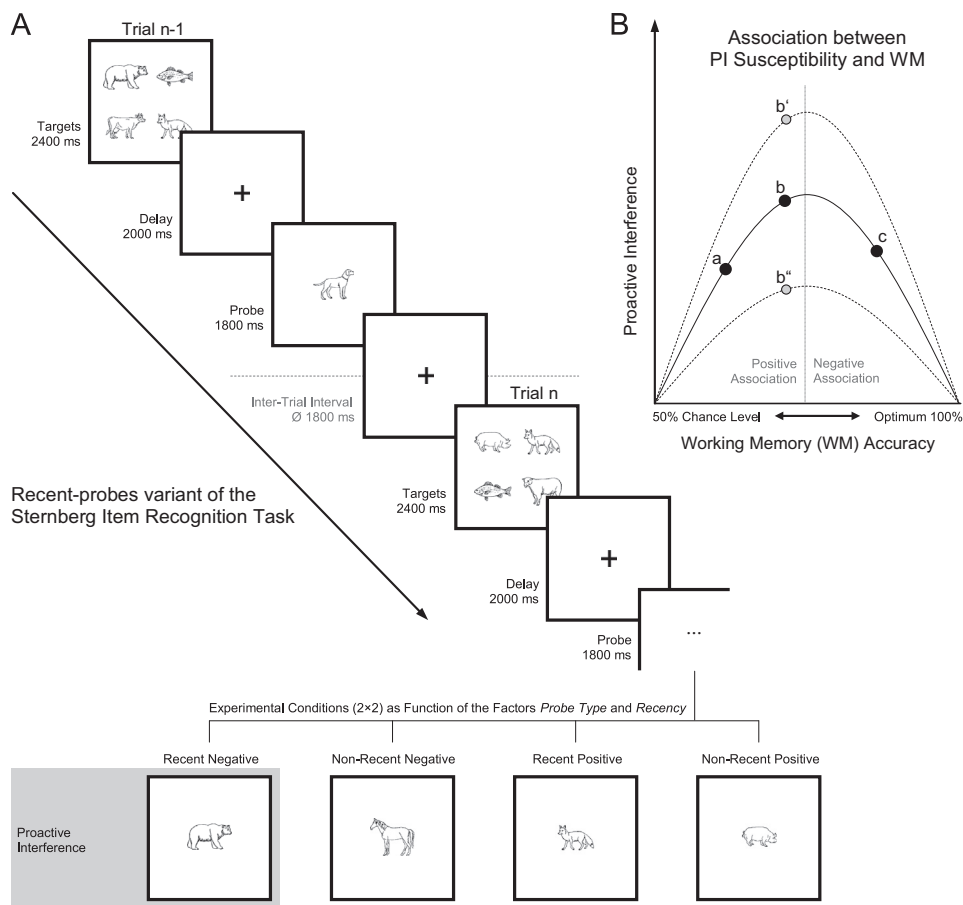 A
Trial n-1
Targets
2400 ms
Delay
2000 ms
Probe
1800 ms
Inter-Trial Interval
Ø 1800 ms
Trial n
Targets
2400 ms
Delay
2000 ms
Probe
1800 ms
...
Recent-probes variant of the
Sternberg Item Recognition Task
B
Association between
PI Susceptibility and WM
Proactive Interference
b'
b
a
c
b"
Positive
Association
Negative
Association
50% Chance Level
Optimum 100%
Working Memory (WM) Accuracy
Experimental Conditions (2×2) as Function of the Factors Probe Type and Recency
Recent Negative
Non-Recent Negative
Recent Positive
Non-Recent Positive
Proactive
Interference